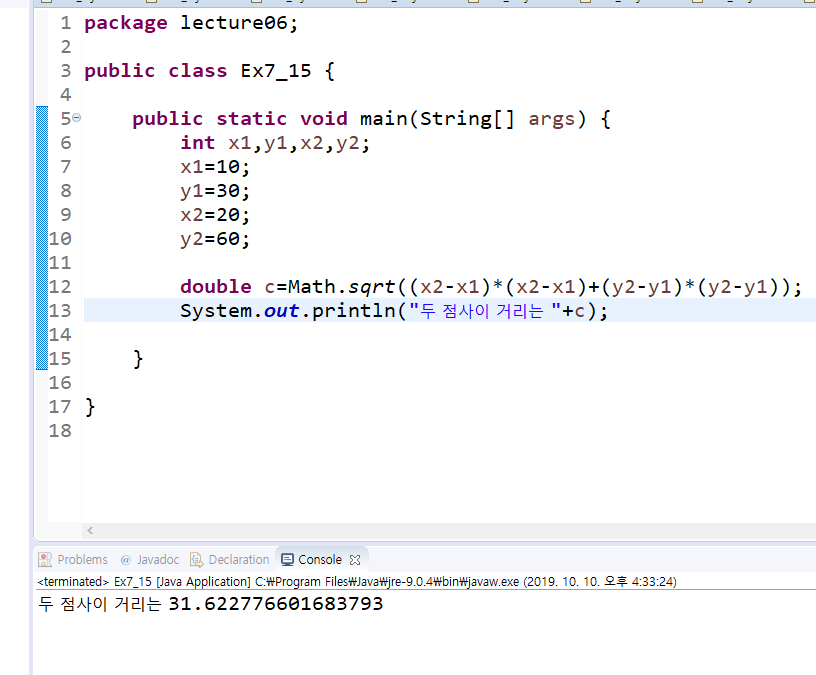 1 package lecture06;
2
3 public class Ex7_15 {
4
5 public static void main(String[] args) {
6 int x1,y1,x2,y2;
7 x1=10;
8 y1=30;
9 x2=20;
10 y2=60;
11
12 double c=Math.sqrt((x2-x1)*(x2-x1)+(y2-y1)*(y2-y1));
13 System.out.println("두 점사이 거리는 "+c);
14
15 }
16
17 }
18
Problems @ Javadoc Declaration Console
<terminated> Ex7_15 [Java Application] C:₩Program Files₩Java₩jre-9.0.4₩bin₩javaw.exe (2019. 10. 10. 오후 4:33:24)
두 점사이 거리는 31.622776601683793